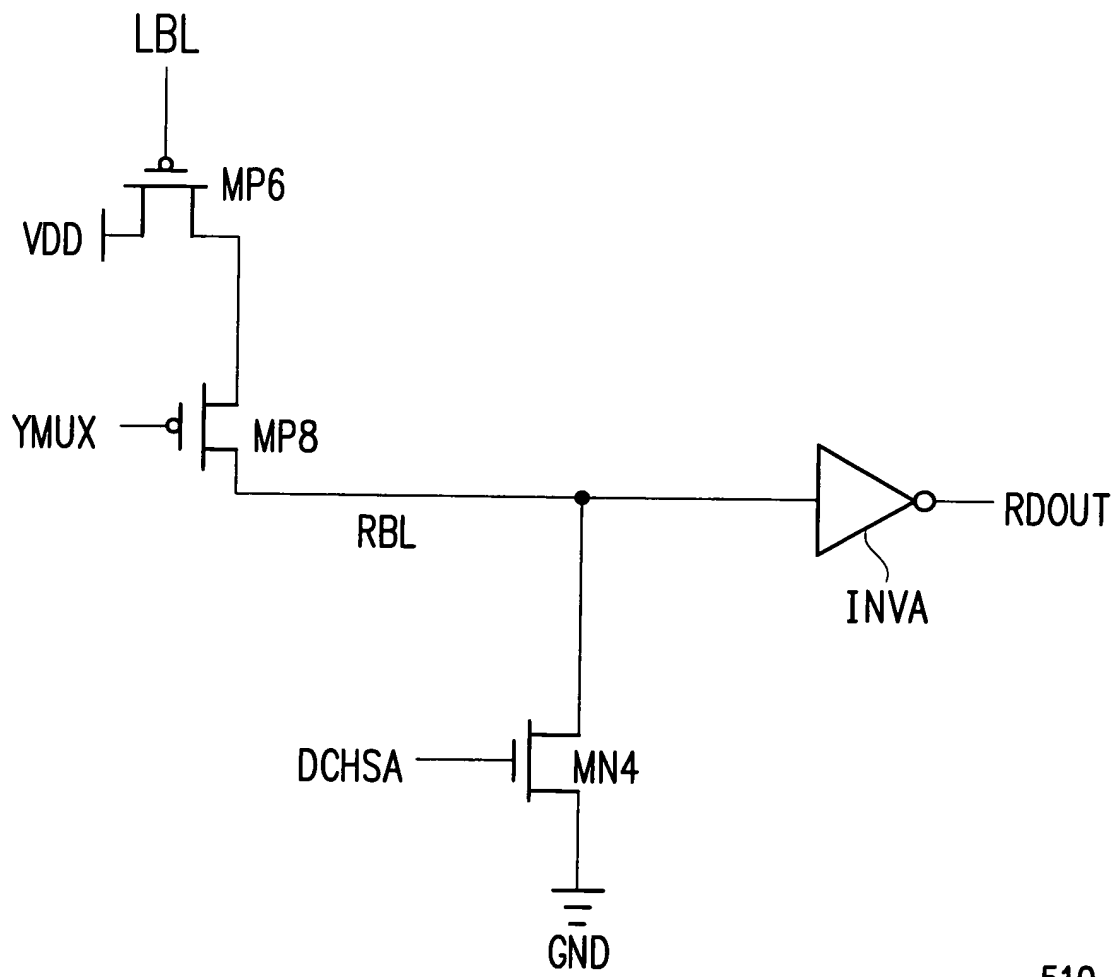 LBL
MP6
VDD
YMUX
MP8
RBL
RDOUT
INVA
DCHSA
MN4
GND